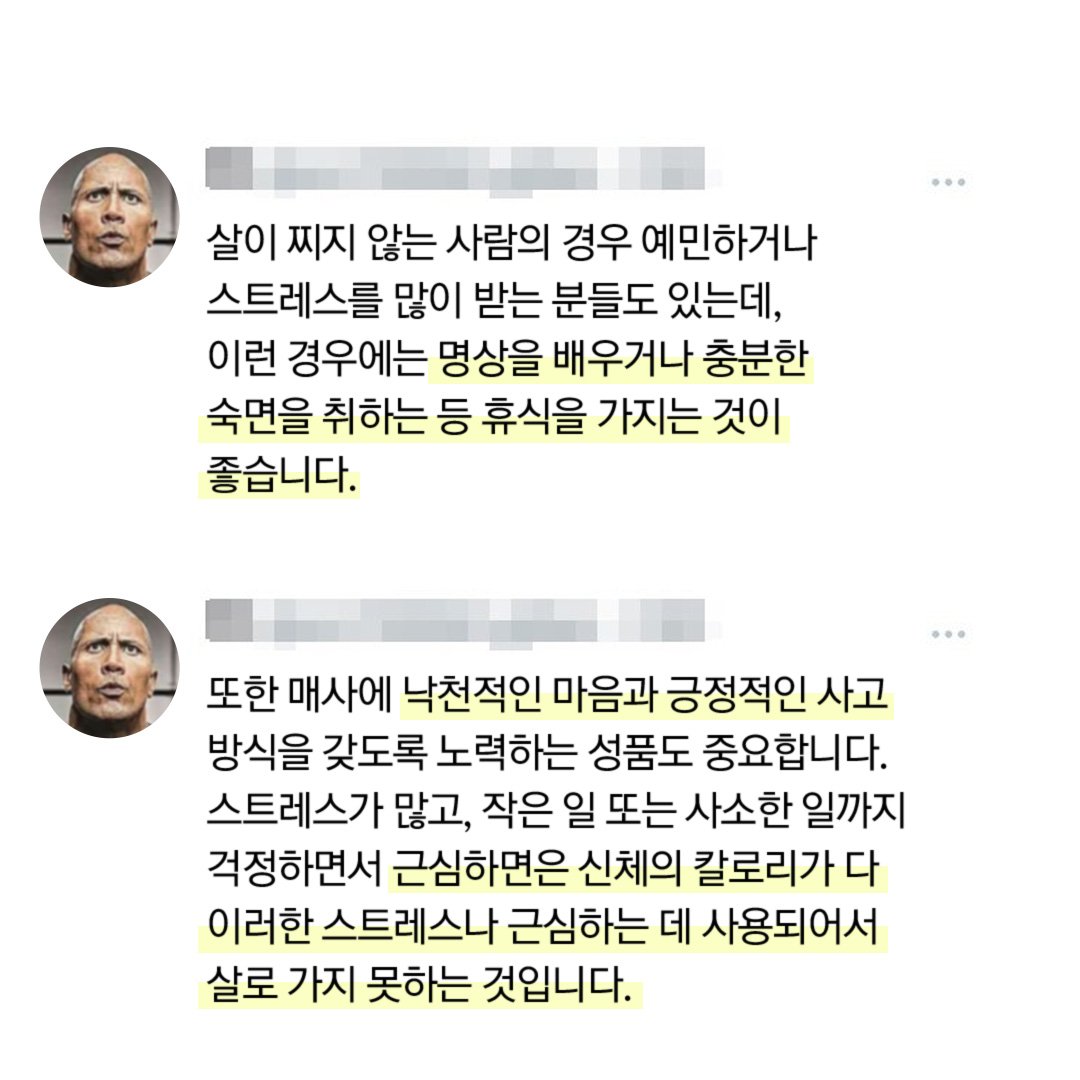 살이 찌지 않는 사람의 경우 예민하거나
스트레스를 많이 받는 분들도 있는데,
이런 경우에는 명상을 배우거나 충분한
숙면을 취하는 등 휴식을 가지는 것이
좋습니다.
또한 매사에 낙천적인 마음과 긍정적인 사고
방식을 갖도록 노력하는 성품도 중요합니다.
스트레스가 많고, 작은 일 또는 사소한 일까지
걱정하면서 근심하면은 신체의 칼로리가 다
이러한 스트레스나 근심하는 데 사용되어서
살로 가지 못하는 것입니다.